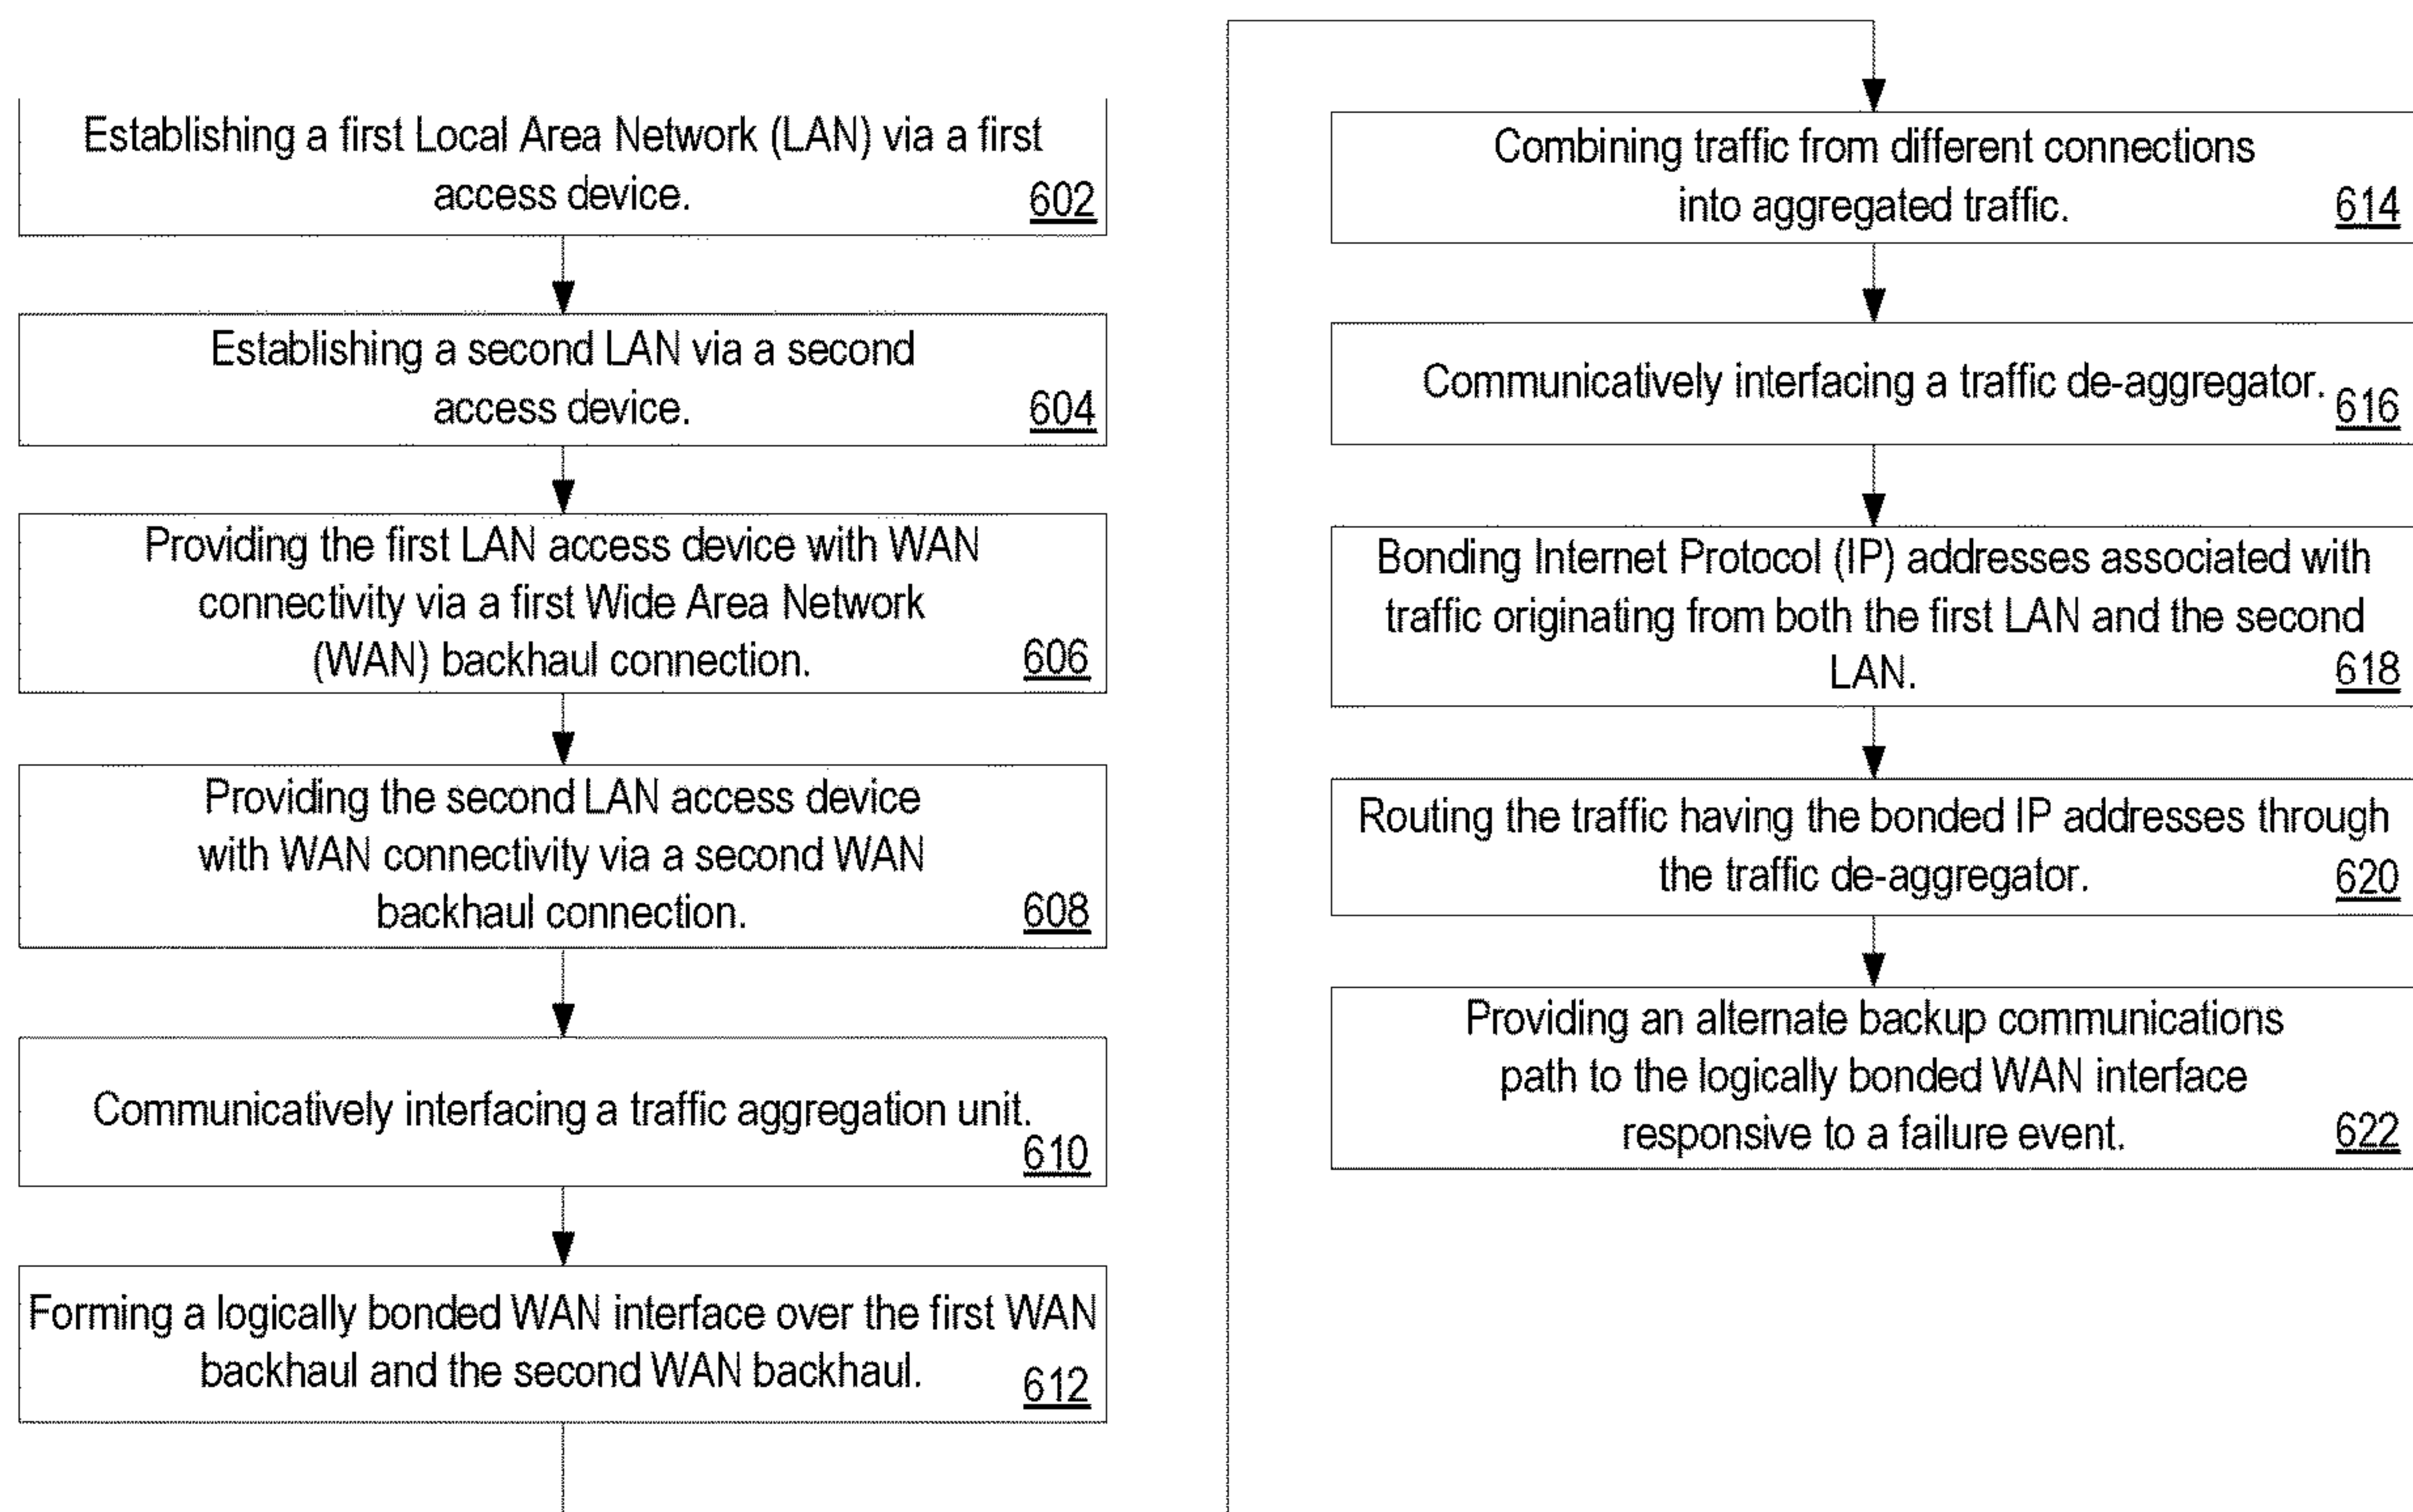 Establishing a first Local Area Network (LAN) via a first
access device.
602
Establishing a second LAN via a second
access device.
604
Providing the first LAN access device with WAN
connectivity via a first Wide Area Network
(WAN) backhaul connection.
606
Providing the second LAN access device
with WAN connectivity via a second WAN
backhaul connection.
608
Communicatively interfacing a traffic aggregation unit.
610
Forming a logically bonded WAN interface over the first WAN
backhaul and the second WAN backhaul.
612
Combining traffic from different connections
into aggregated traffic.
614
Communicatively interfacing a traffic de-aggregator.
616
Bonding Internet Protocol (IP) addresses associated with
traffic originating from both the first LAN and the second
LAN.
618
Routing the traffic having the bonded IP addresses through
the traffic de-aggregator.
620
Providing an alternate backup communications
path to the logically bonded WAN interface
responsive to a failure event.
622